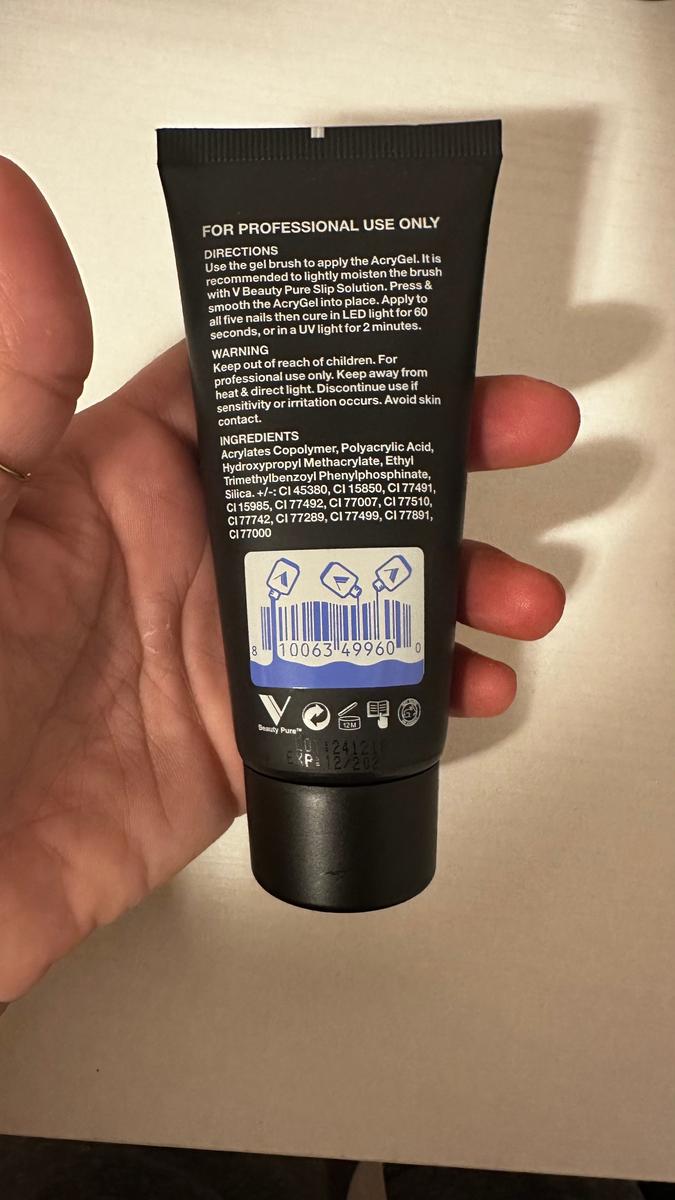 FOR PROFESSIONAL USE ONLY
DIRECTIONS
Use the gel brush to apply the AcryGel. It is
recommended to lightly moisten the brush
with V Beauty Pure Slip Solution. Press &
smooth the AcryGel into place. Apply to
all five nails then cure in LED light for 60
seconds, or in a UV light for 2 minutes.
WARNING
Keep out of reach of children. For
professional use only. Keep away from
heat & direct light. Discontinue use if
sensitivity or irritation occurs. Avoid skin
contact.
INGREDIENTS
Acrylates Copolymer, Polyacrylic Acid,
Hydroxypropyl Methacrylate, Ethyl
Trimethylbenzoyl Phenylphosphinate,
Silica. +/-: CI 45380, CI 15850, CI 77491,
CI 15985, CI 77492, CI 77007, CI 77510,
CI 77742, CI 77289, CI 77499, CI 77891,
CI 77000
8 10063 49960 0
V
Beauty Pure™
12M
EXP: 12/202